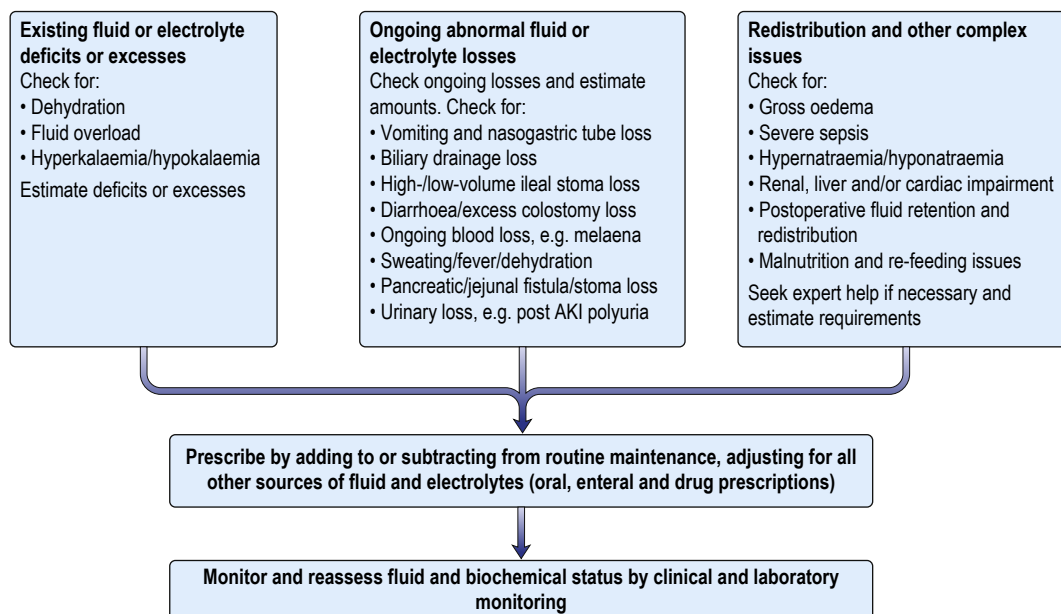 Existing fluid or electrolyte
deficits or excesses
Check for:
• Dehydration
• Fluid overload
• Hyperkalaemia/hypokalaemia
Estimate deficits or excesses
Ongoing abnormal fluid or
electrolyte losses
Check ongoing losses and estimate
amounts. Check for:
• Vomiting and nasogastric tube loss
• Biliary drainage loss
• High-/low-volume ileal stoma loss
• Diarrhoea/excess colostomy loss
• Ongoing blood loss, e.g. melaena
• Sweating/fever/dehydration
• Pancreatic/jejunal fistula/stoma loss
• Urinary loss, e.g. post AKI polyuria
Redistribution and other complex
issues
Check for:
• Gross oedema
• Severe sepsis
• Hypernatraemia/hyponatraemia
• Renal, liver and/or cardiac impairment
• Postoperative fluid retention and
redistribution
• Malnutrition and re-feeding issues
Seek expert help if necessary and
estimate requirements
Prescribe by adding to or subtracting from routine maintenance, adjusting for all
other sources of fluid and electrolytes (oral, enteral and drug prescriptions)
Monitor and reassess fluid and biochemical status by clinical and laboratory
monitoring